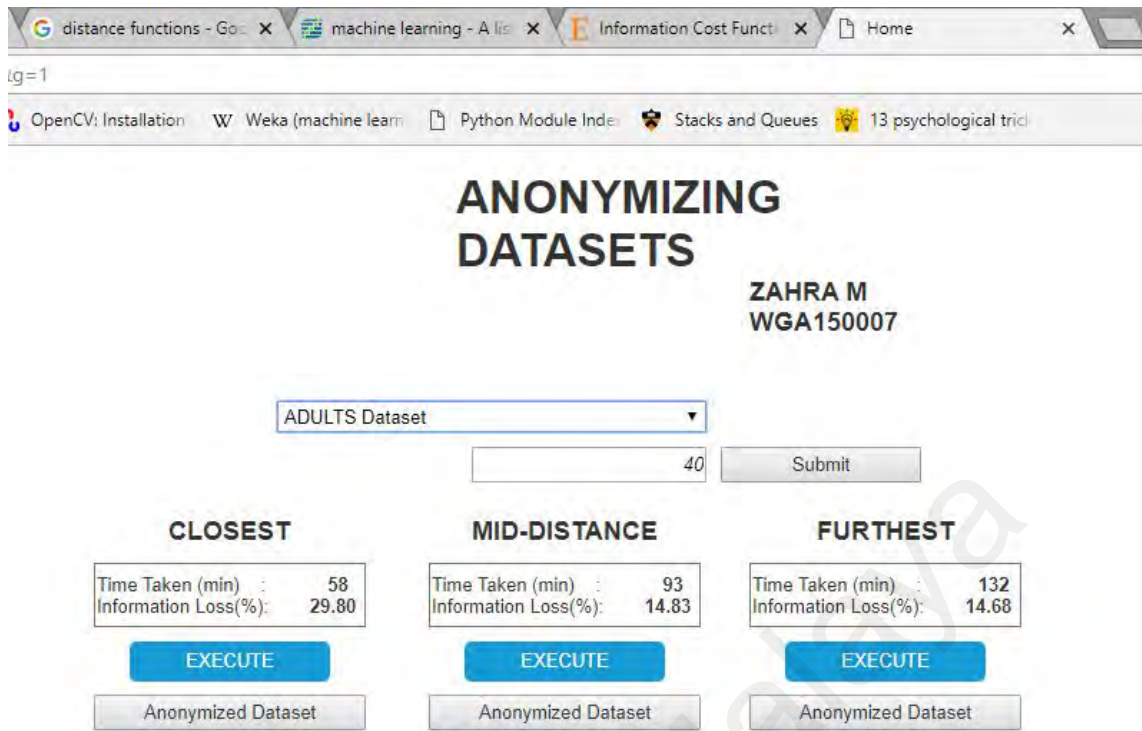 distance functions - Goo
machine learning - A lis
Information Cost Functi
Home
tg=1
OpenCV: Installation
Weka (machine learn
Python Module Inde
Stacks and Queues
13 psychological tric
ANONYMIZING
DATASETS
ZAHRA M
WGA150007
ADULTS Dataset
40 Submit
CLOSEST MID-DISTANCE FURTHEST
Time Taken (min) : 58 Time Taken (min) : 93 Time Taken (min) : 132
Information Loss(%): 29.80 Information Loss(%): 14.83 Information Loss(%): 14.68
EXECUTE EXECUTE EXECUTE
Anonymized Dataset Anonymized Dataset Anonymized Dataset